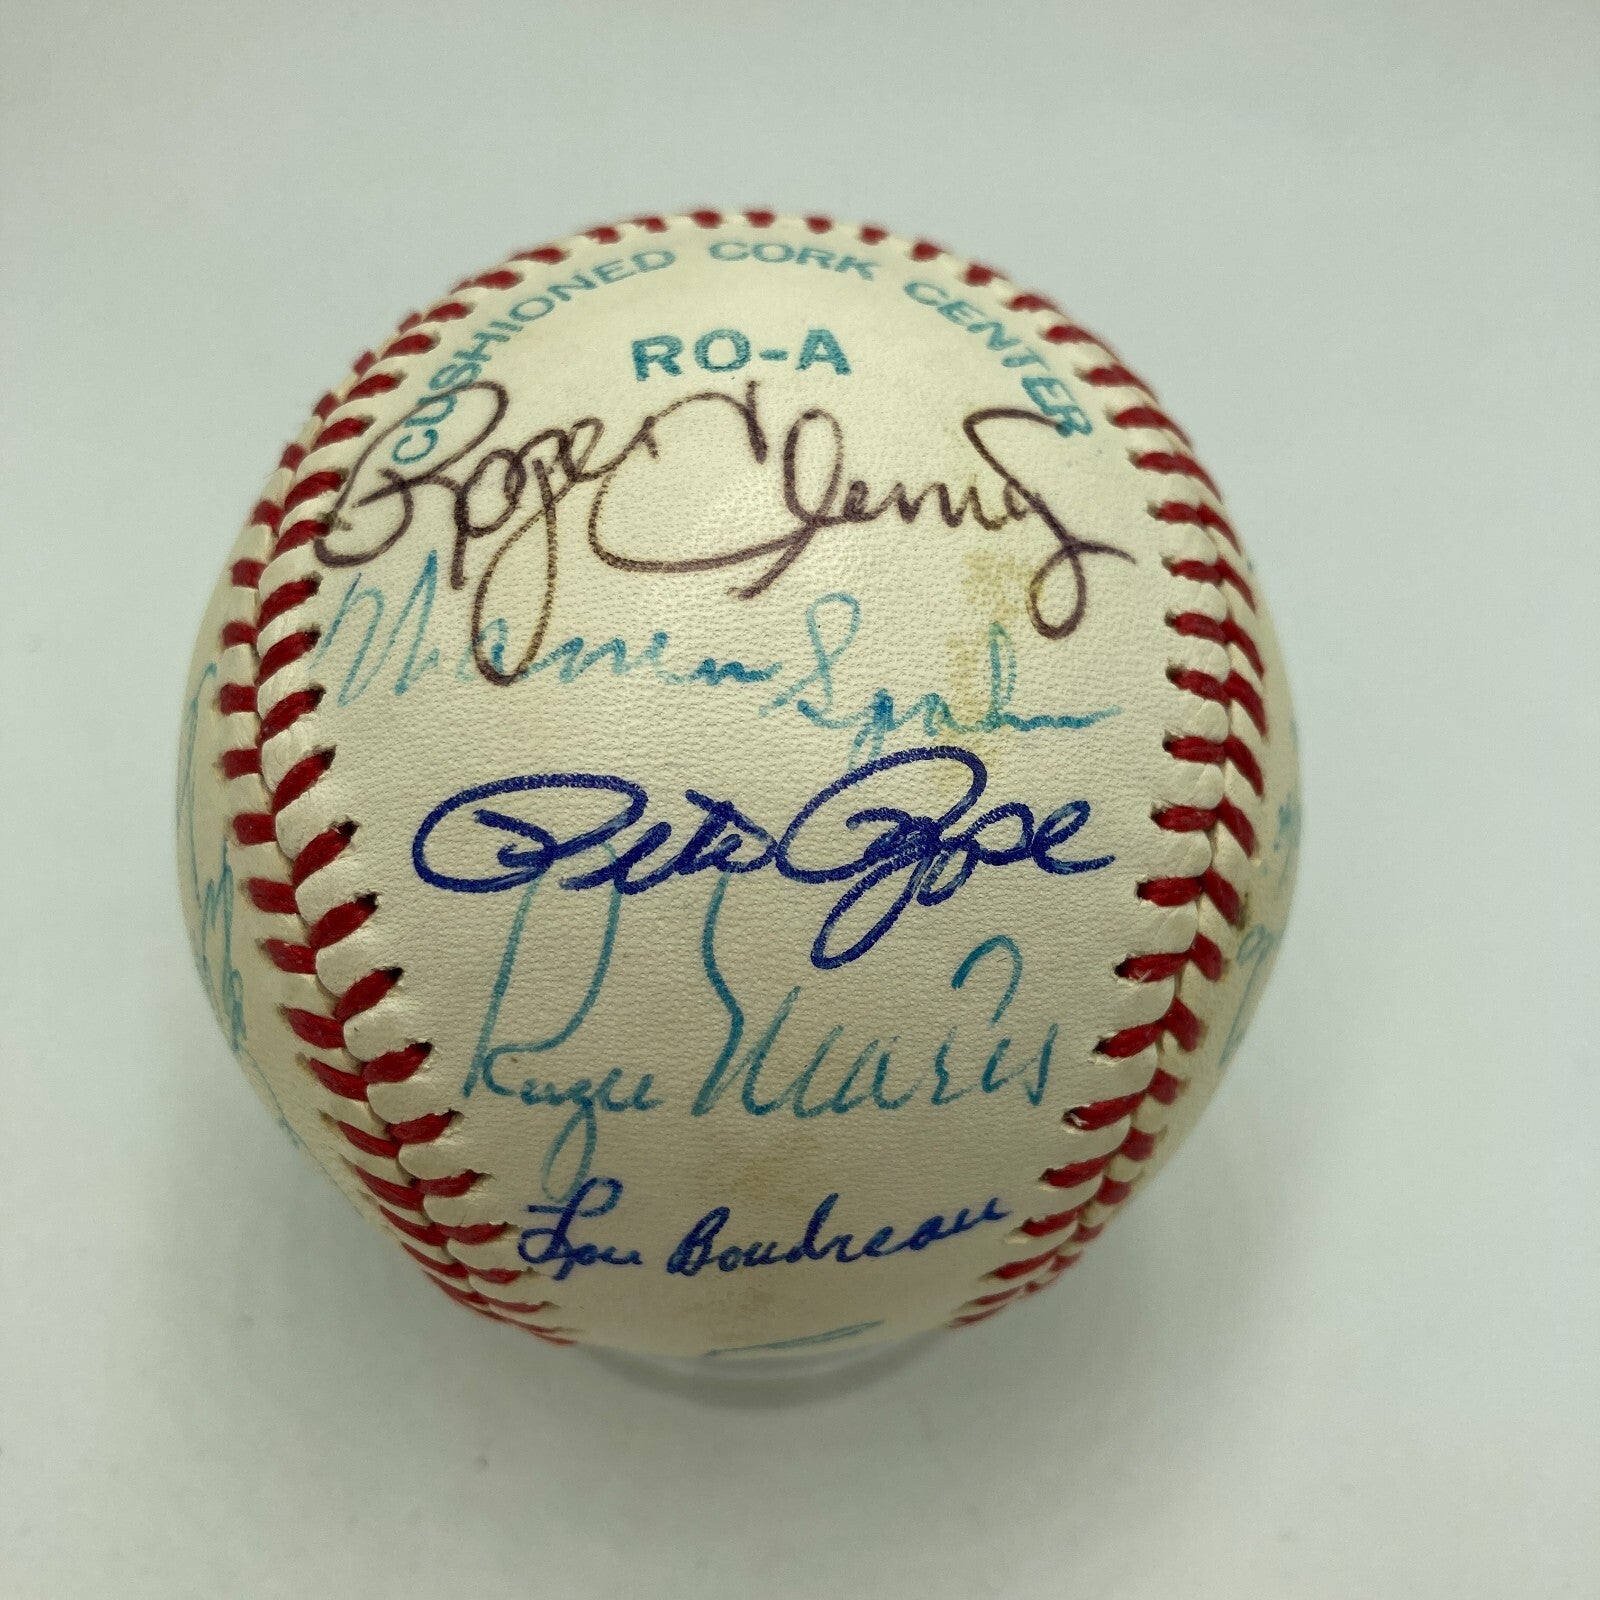 CUSHIONED CORK CENTER
RO-A
Roger Clemens
Warren Spahn
Pete Rose
Roger Maris
Lou Boudreau